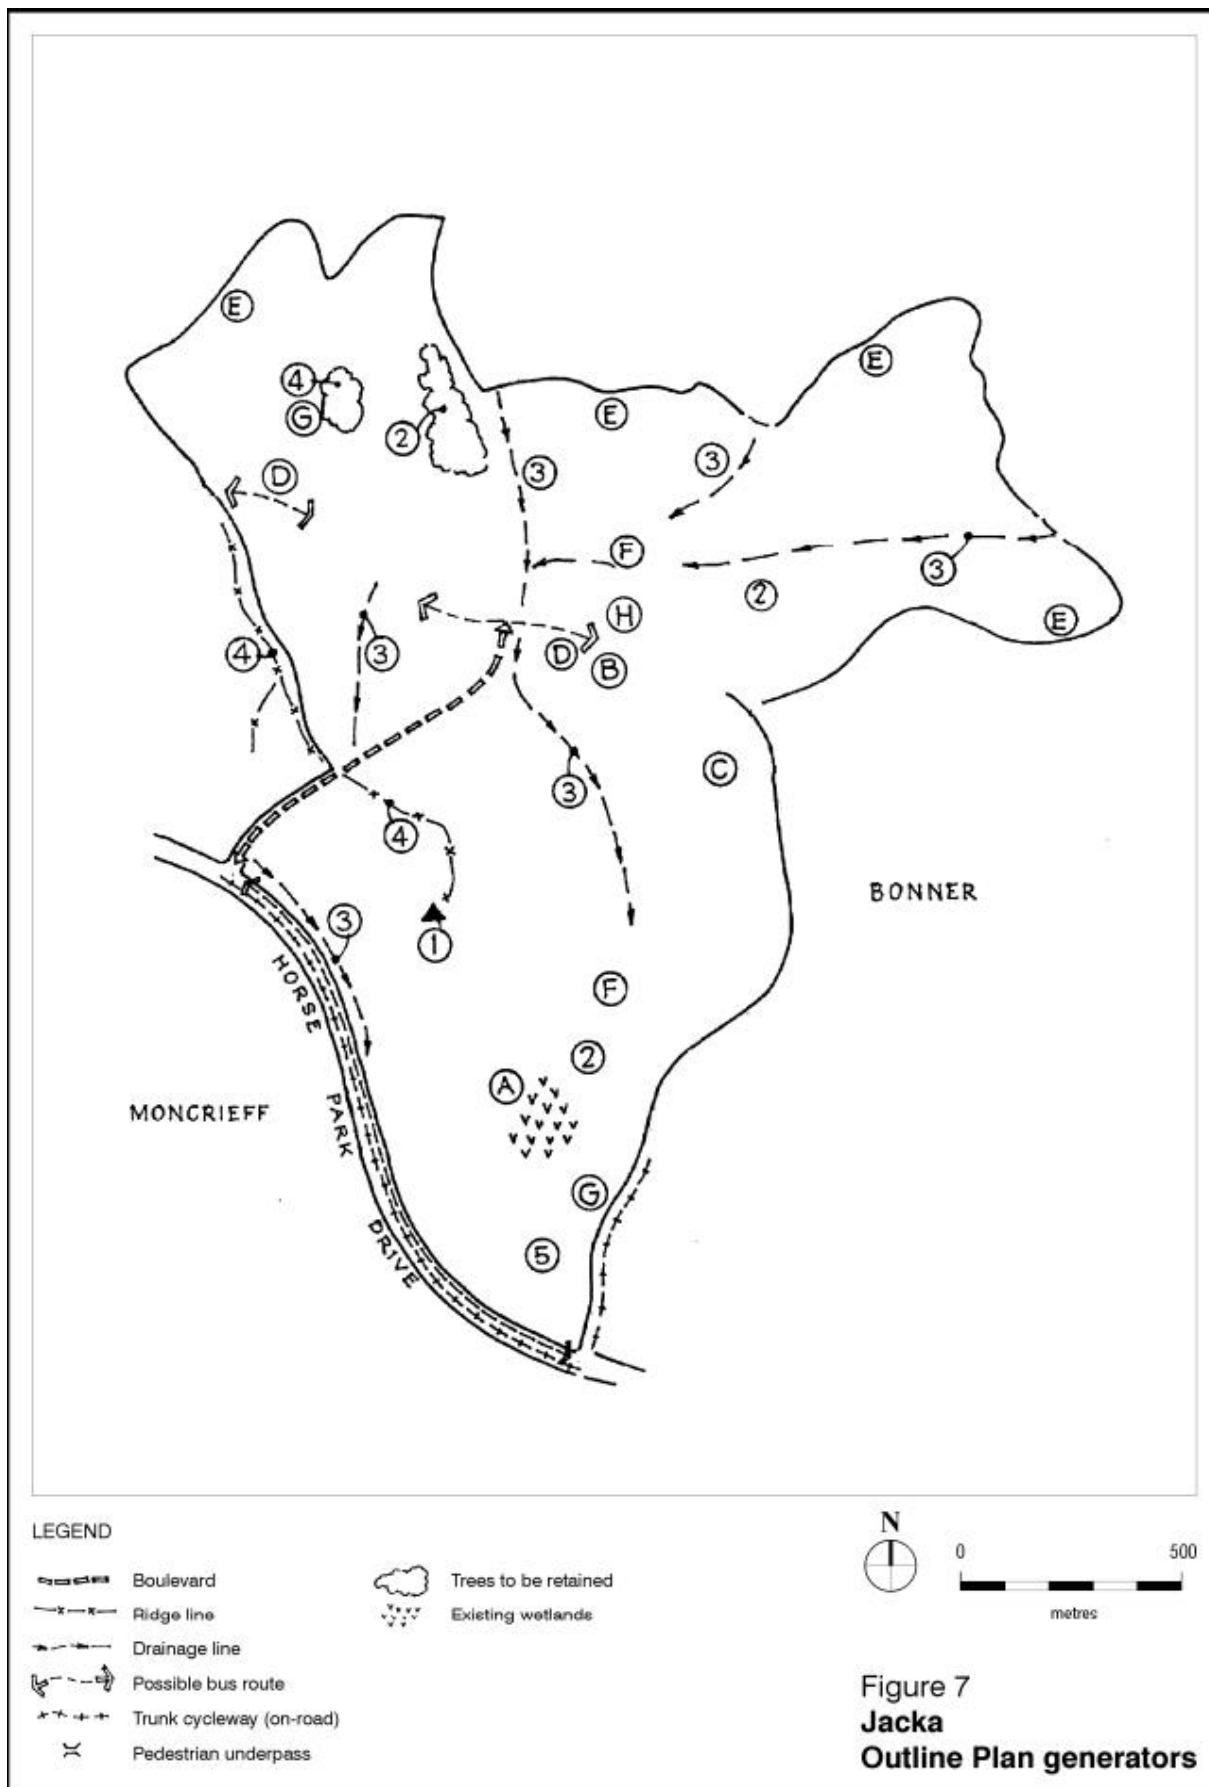 E
E
4
E
G
2
3
3
D
F
3
2
H
E
4
3
D
B
C
3
4
BONNER
3
1
HORSE
F
2
A
PARK
MONCRIEFF
G
DRIVE
5
LEGEND
Boulevard
Ridge line
Drainage line
Possible bus route
Trunk cycleway (on-road)
Pedestrian underpass
Trees to be retained
Existing wetlands
N
0 500
metres
Figure 7
Jacka
Outline Plan generators